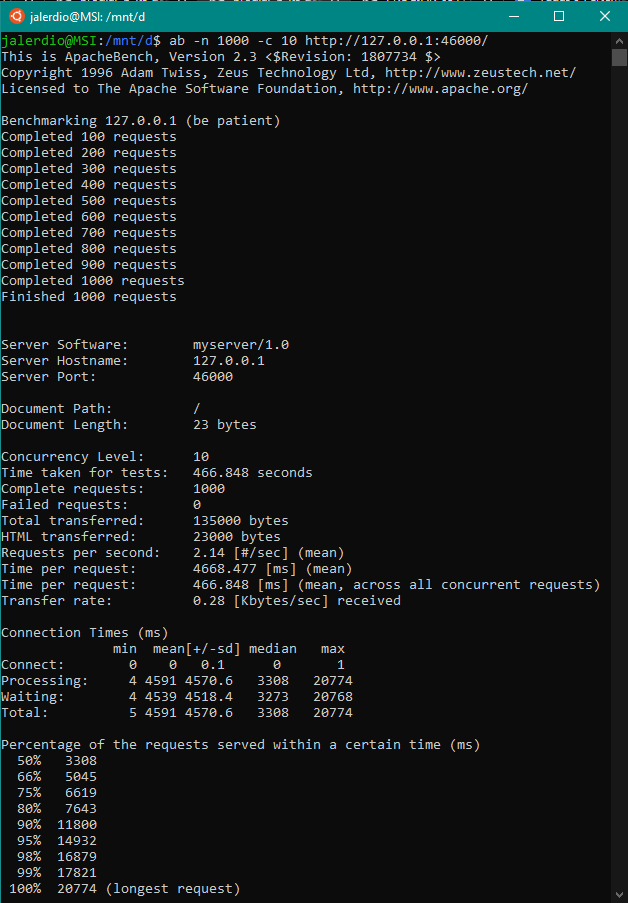 jalerdio@MSI: /mnt/d
jalerdio@MSI:/mnt/d$ ab -n 1000 -c 10 http://127.0.0.1:46000/
This is ApacheBench, Version 2.3 <$Revision: 1807734 $>
Copyright 1996 Adam Twiss, Zeus Technology Ltd, http://www.zeustech.net/
Licensed to The Apache Software Foundation, http://www.apache.org/

Benchmarking 127.0.0.1 (be patient)
Completed 100 requests
Completed 200 requests
Completed 300 requests
Completed 400 requests
Completed 500 requests
Completed 600 requests
Completed 700 requests
Completed 800 requests
Completed 900 requests
Completed 1000 requests
Finished 1000 requests


Server Software:        myserver/1.0
Server Hostname:        127.0.0.1
Server Port:            46000

Document Path:          /
Document Length:        23 bytes

Concurrency Level:      10
Time taken for tests:   466.848 seconds
Complete requests:      1000
Failed requests:        0
Total transferred:      135000 bytes
HTML transferred:       23000 bytes
Requests per second:    2.14 [#/sec] (mean)
Time per request:       4668.477 [ms] (mean)
Time per request:       466.848 [ms] (mean, across all concurrent requests)
Transfer rate:          0.28 [Kbytes/sec] received

Connection Times (ms)
              min  mean[+/-sd] median   max
Connect:        0    0   0.1      0       1
Processing:     4 4591 4570.6   3308   20774
Waiting:        4 4539 4518.4   3273   20768
Total:          5 4591 4570.6   3308   20774

Percentage of the requests served within a certain time (ms)
  50%   3308
  66%   5045
  75%   6619
  80%   7643
  90%  11800
  95%  14932
  98%  16879
  99%  17821
 100%  20774 (longest request)